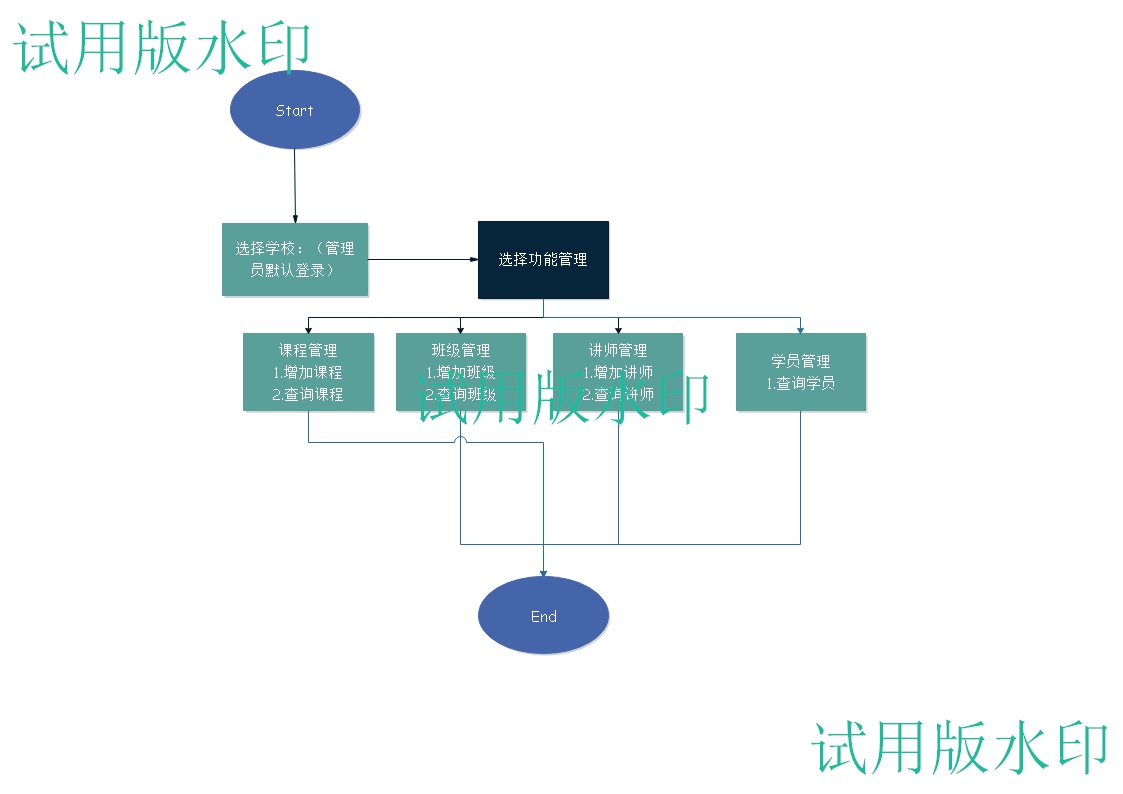 试用版水印
Start
选择学校：（管理
员默认登录）
选择功能管理
课程管理
1.增加课程
2.查询课程
班级管理
1.增加班级
2.查询班级
讲师管理
1.增加讲师
2.查询讲师
学员管理
1.查询学员
试用版水印
End
试用版水印